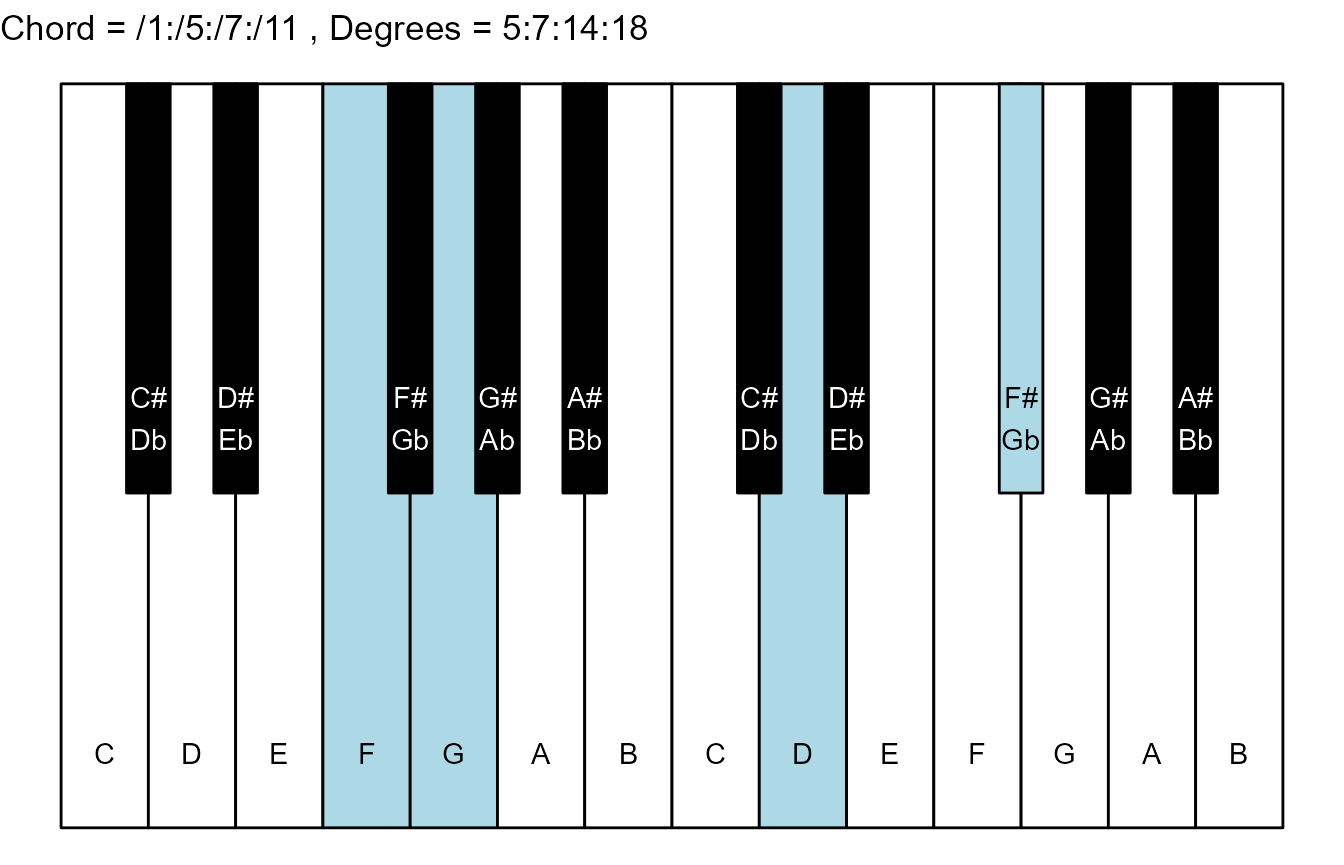 Chord = /1:/5:/7:/11 , Degrees = 5:7:14:18
C# D# F# G# A# C# D# F# G# A#
Db Eb Gb Ab Bb Db Eb Gb Ab Bb
C D E F G A B C D E F G A B